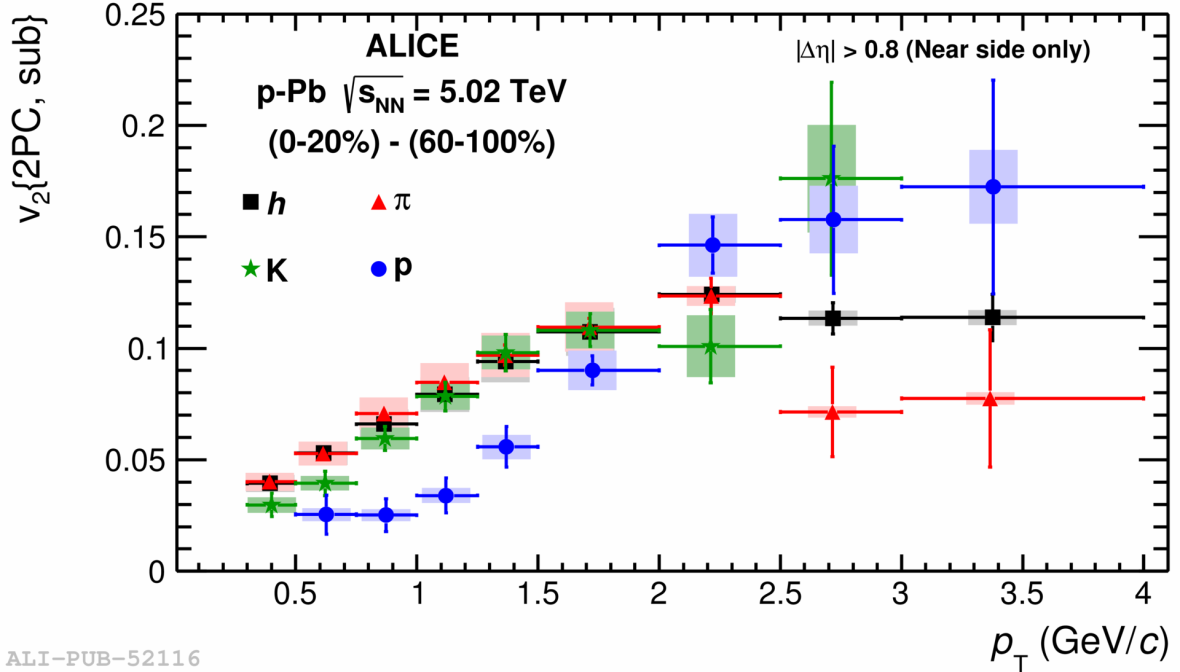 0.25
0.2
0.15
0.1
0.05
0
v2{2PC, sub}
ALICE
p-Pb √sNN = 5.02 TeV
(0-20%) - (60-100%)
|Δη| > 0.8 (Near side only)
h
π
K
p
0.5 1 1.5 2 2.5 3 3.5 4
pT (GeV/c)
ALI-PUB-52116